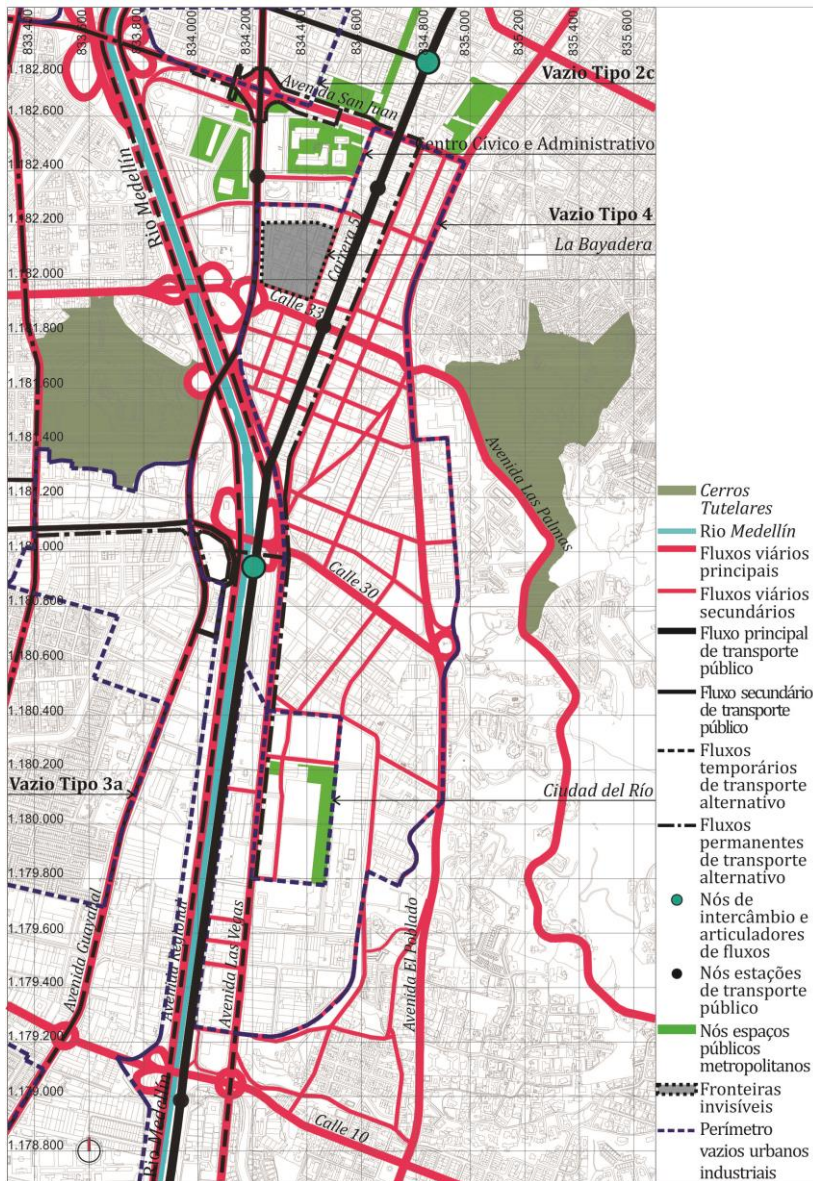 833.400
833.600
833.800
834.000
834.200
834.400
834.600
834.800
835.000
835.200
835.400
835.600
1.182.800
1.182.600
1.182.400
1.182.200
1.182.000
1.181.800
1.181.600
1.181.400
1.181.200
1.181.000
1.180.800
1.180.600
1.180.400
1.180.200
1.180.000
1.179.800
1.179.600
1.179.400
1.179.200
1.179.000
1.178.800
Vazio Tipo 2c
Avenida San Juan
Centro Cívico e Administrativo
Rio Medellín
Vazio Tipo 4
La Bayadera
Carrera 51
Calle 33
Avenida Las Palmas
Calle 30
Vazio Tipo 3a
Ciudad del Río
Avenida Guayabal
Avenida Regional
Avenida Las Vegas
Avenida El Poblado
Rio Medellín
Calle 10
Cerros
Tutelares
Rio Medellín
Fluxos viários
principais
Fluxos viários
secundários
Fluxo principal
de transporte
público
Fluxo secundário
de transporte
público
Fluxos
temporários
de transporte
alternativo
Fluxos
permanentes
de transporte
alternativo
Nós de
intercâmbio e
articuladores
de fluxos
Nós estações
de transporte
público
Nós espaços
públicos
metropolitanos
Fronteiras
invisíveis
Perímetro
vazios urbanos
industriais